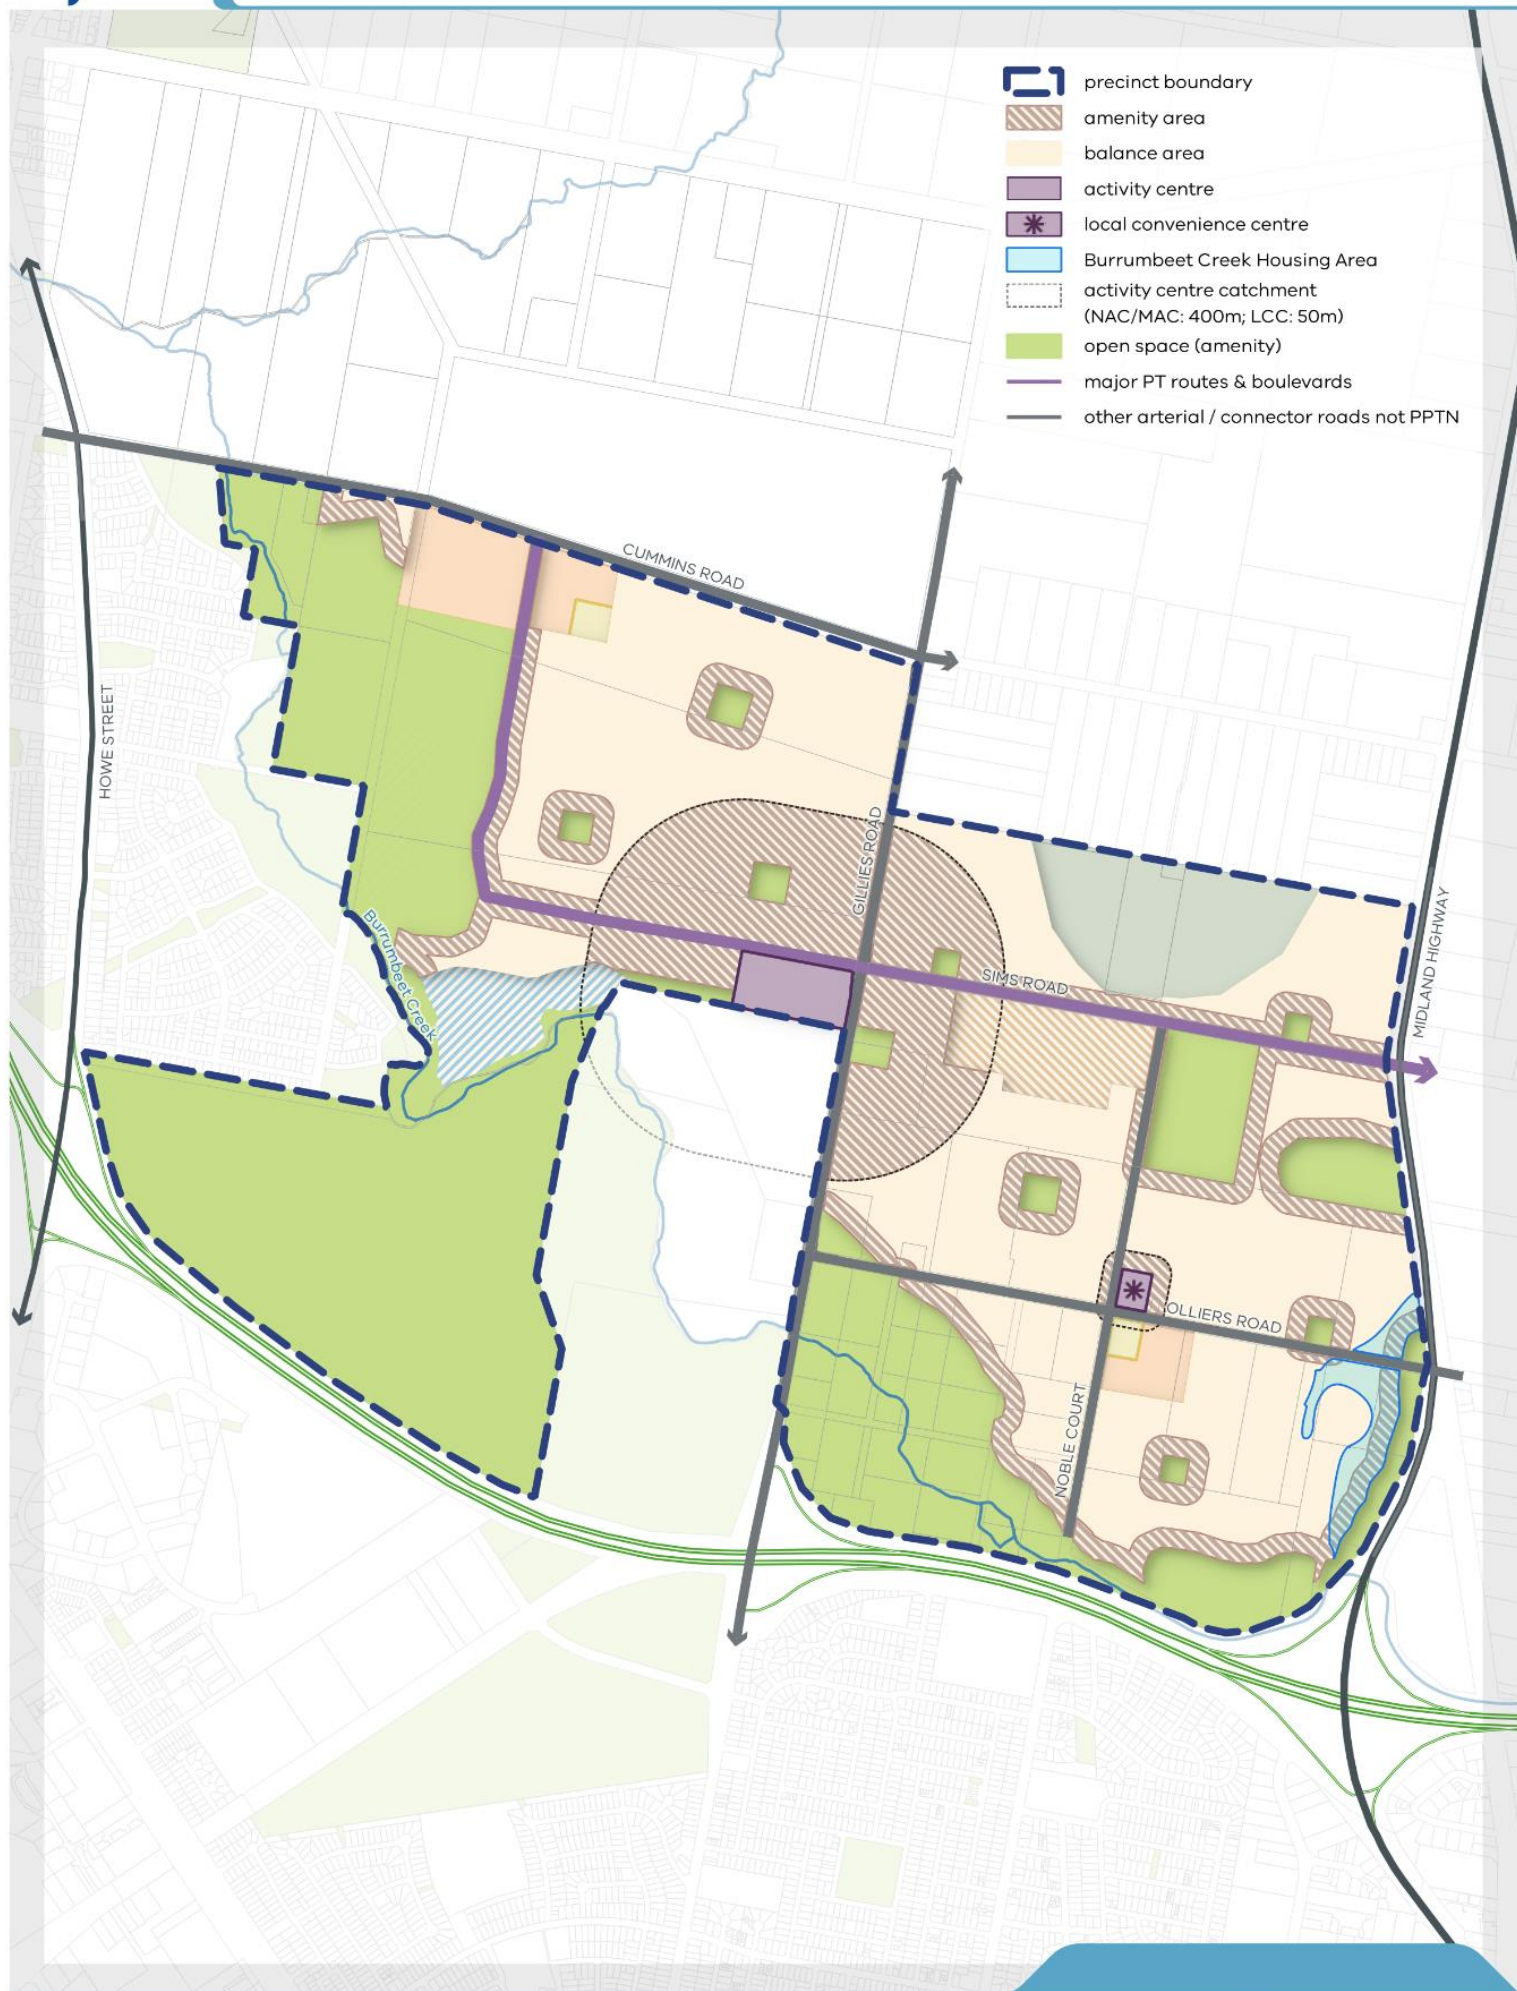 precinct boundary
amenity area
balance area
activity centre
local convenience centre
Burrumbeet Creek Housing Area
activity centre catchment
(NAC/MAC: 400m; LCC: 50m)
open space (amenity)
major PT routes & boulevards
other arterial / connector roads not PPTN
CUMMINS ROAD
HOWE STREET
GILLIES ROAD
Burrumbeet Creek
SIMS ROAD
MIDLAND HIGHWAY
OLLIERS ROAD
NOBLE COURT